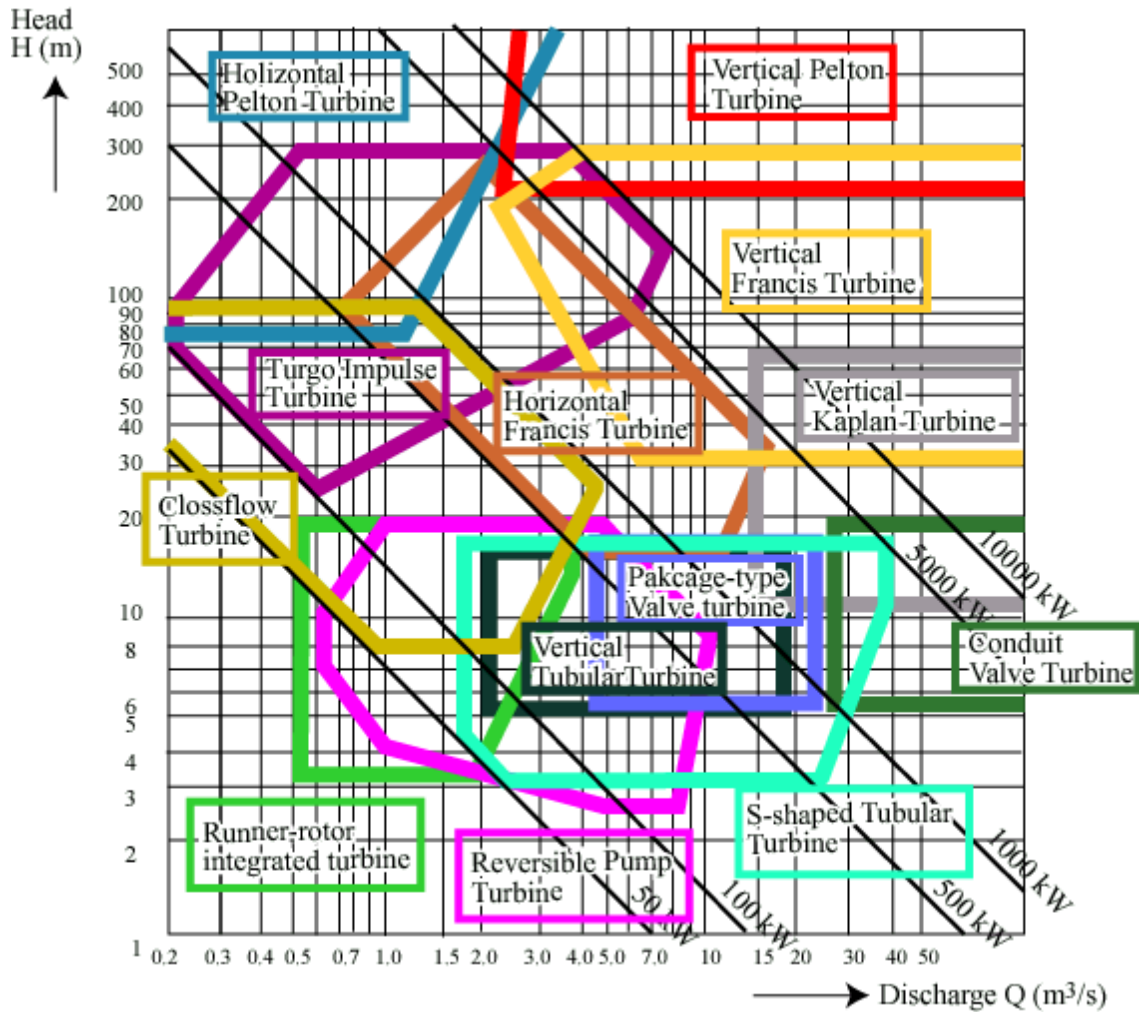 Head
H (m)
500
400
300
200
100
90
80
70
60
50
40
30
20
10
8
6
5
4
3
2
1
Holizontal
Pelton Turbine
Vertical Pelton
Turbine
Vertical
Francis Turbine
Turgo Impulse
Turbine
Horizontal
Francis Turbine
Vertical
Kaplan Turbine
Clossflow
Turbine
Pakcage-type
Valve turbine
Vertical
TubularTurbine
Conduit
Valve Turbine
Runner-rotor
integrated turbine
Reversible Pump
Turbine
S-shaped Tubular
Turbine
10000 kW
5000 kW
1000 kW
500 kW
100 kW
50 kW
0.2 0.3 0.4 0.5 0.7 1.0 1.5 2.0 3.0 4.0 5.0 7.0 10 15 20 30 40 50
Discharge Q (m³/s)